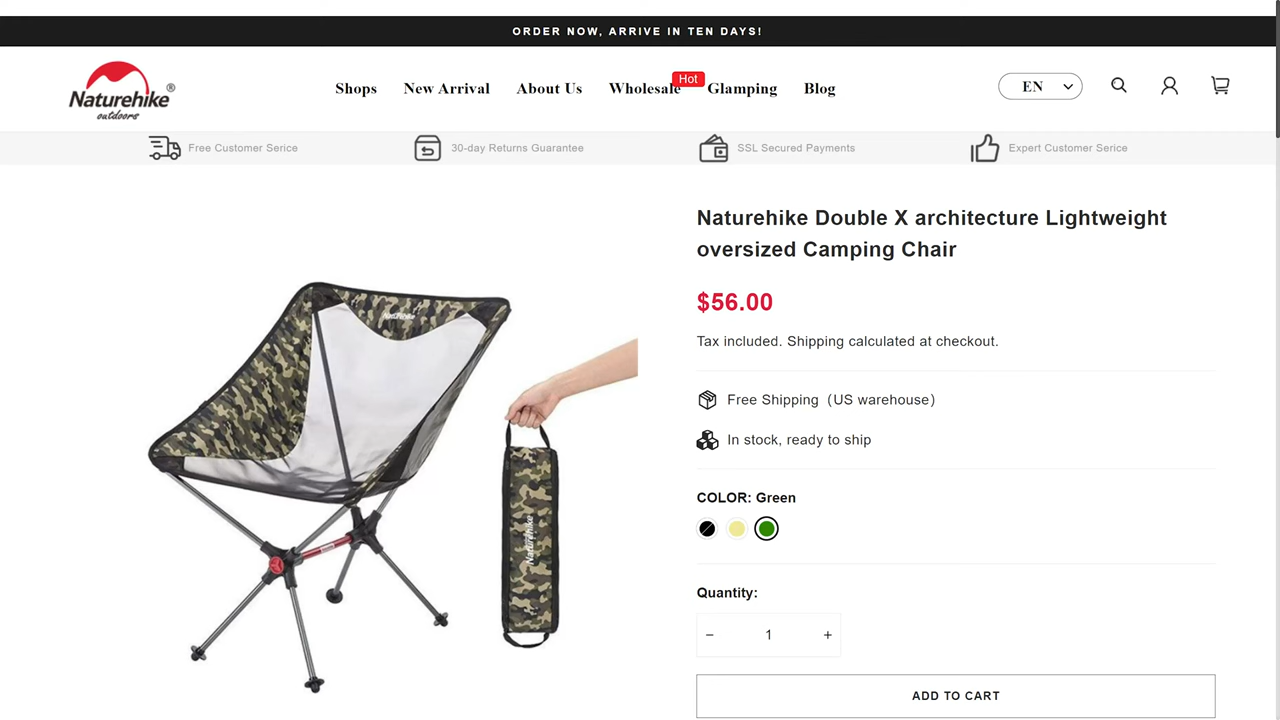 ORDER NOW, ARRIVE IN TEN DAYS!
Naturehike®
outdoors
Shops New Arrival About Us Wholesale Hot Glamping Blog
EN
Free Customer Serice 30-day Returns Guarantee SSL Secured Payments Expert Customer Serice
Naturehike Double X architecture Lightweight
oversized Camping Chair
$56.00
Tax included. Shipping calculated at checkout.
Free Shipping（US warehouse）
In stock, ready to ship
COLOR: Green
Quantity:
− 1 +
ADD TO CART
Naturehike
Naturehike